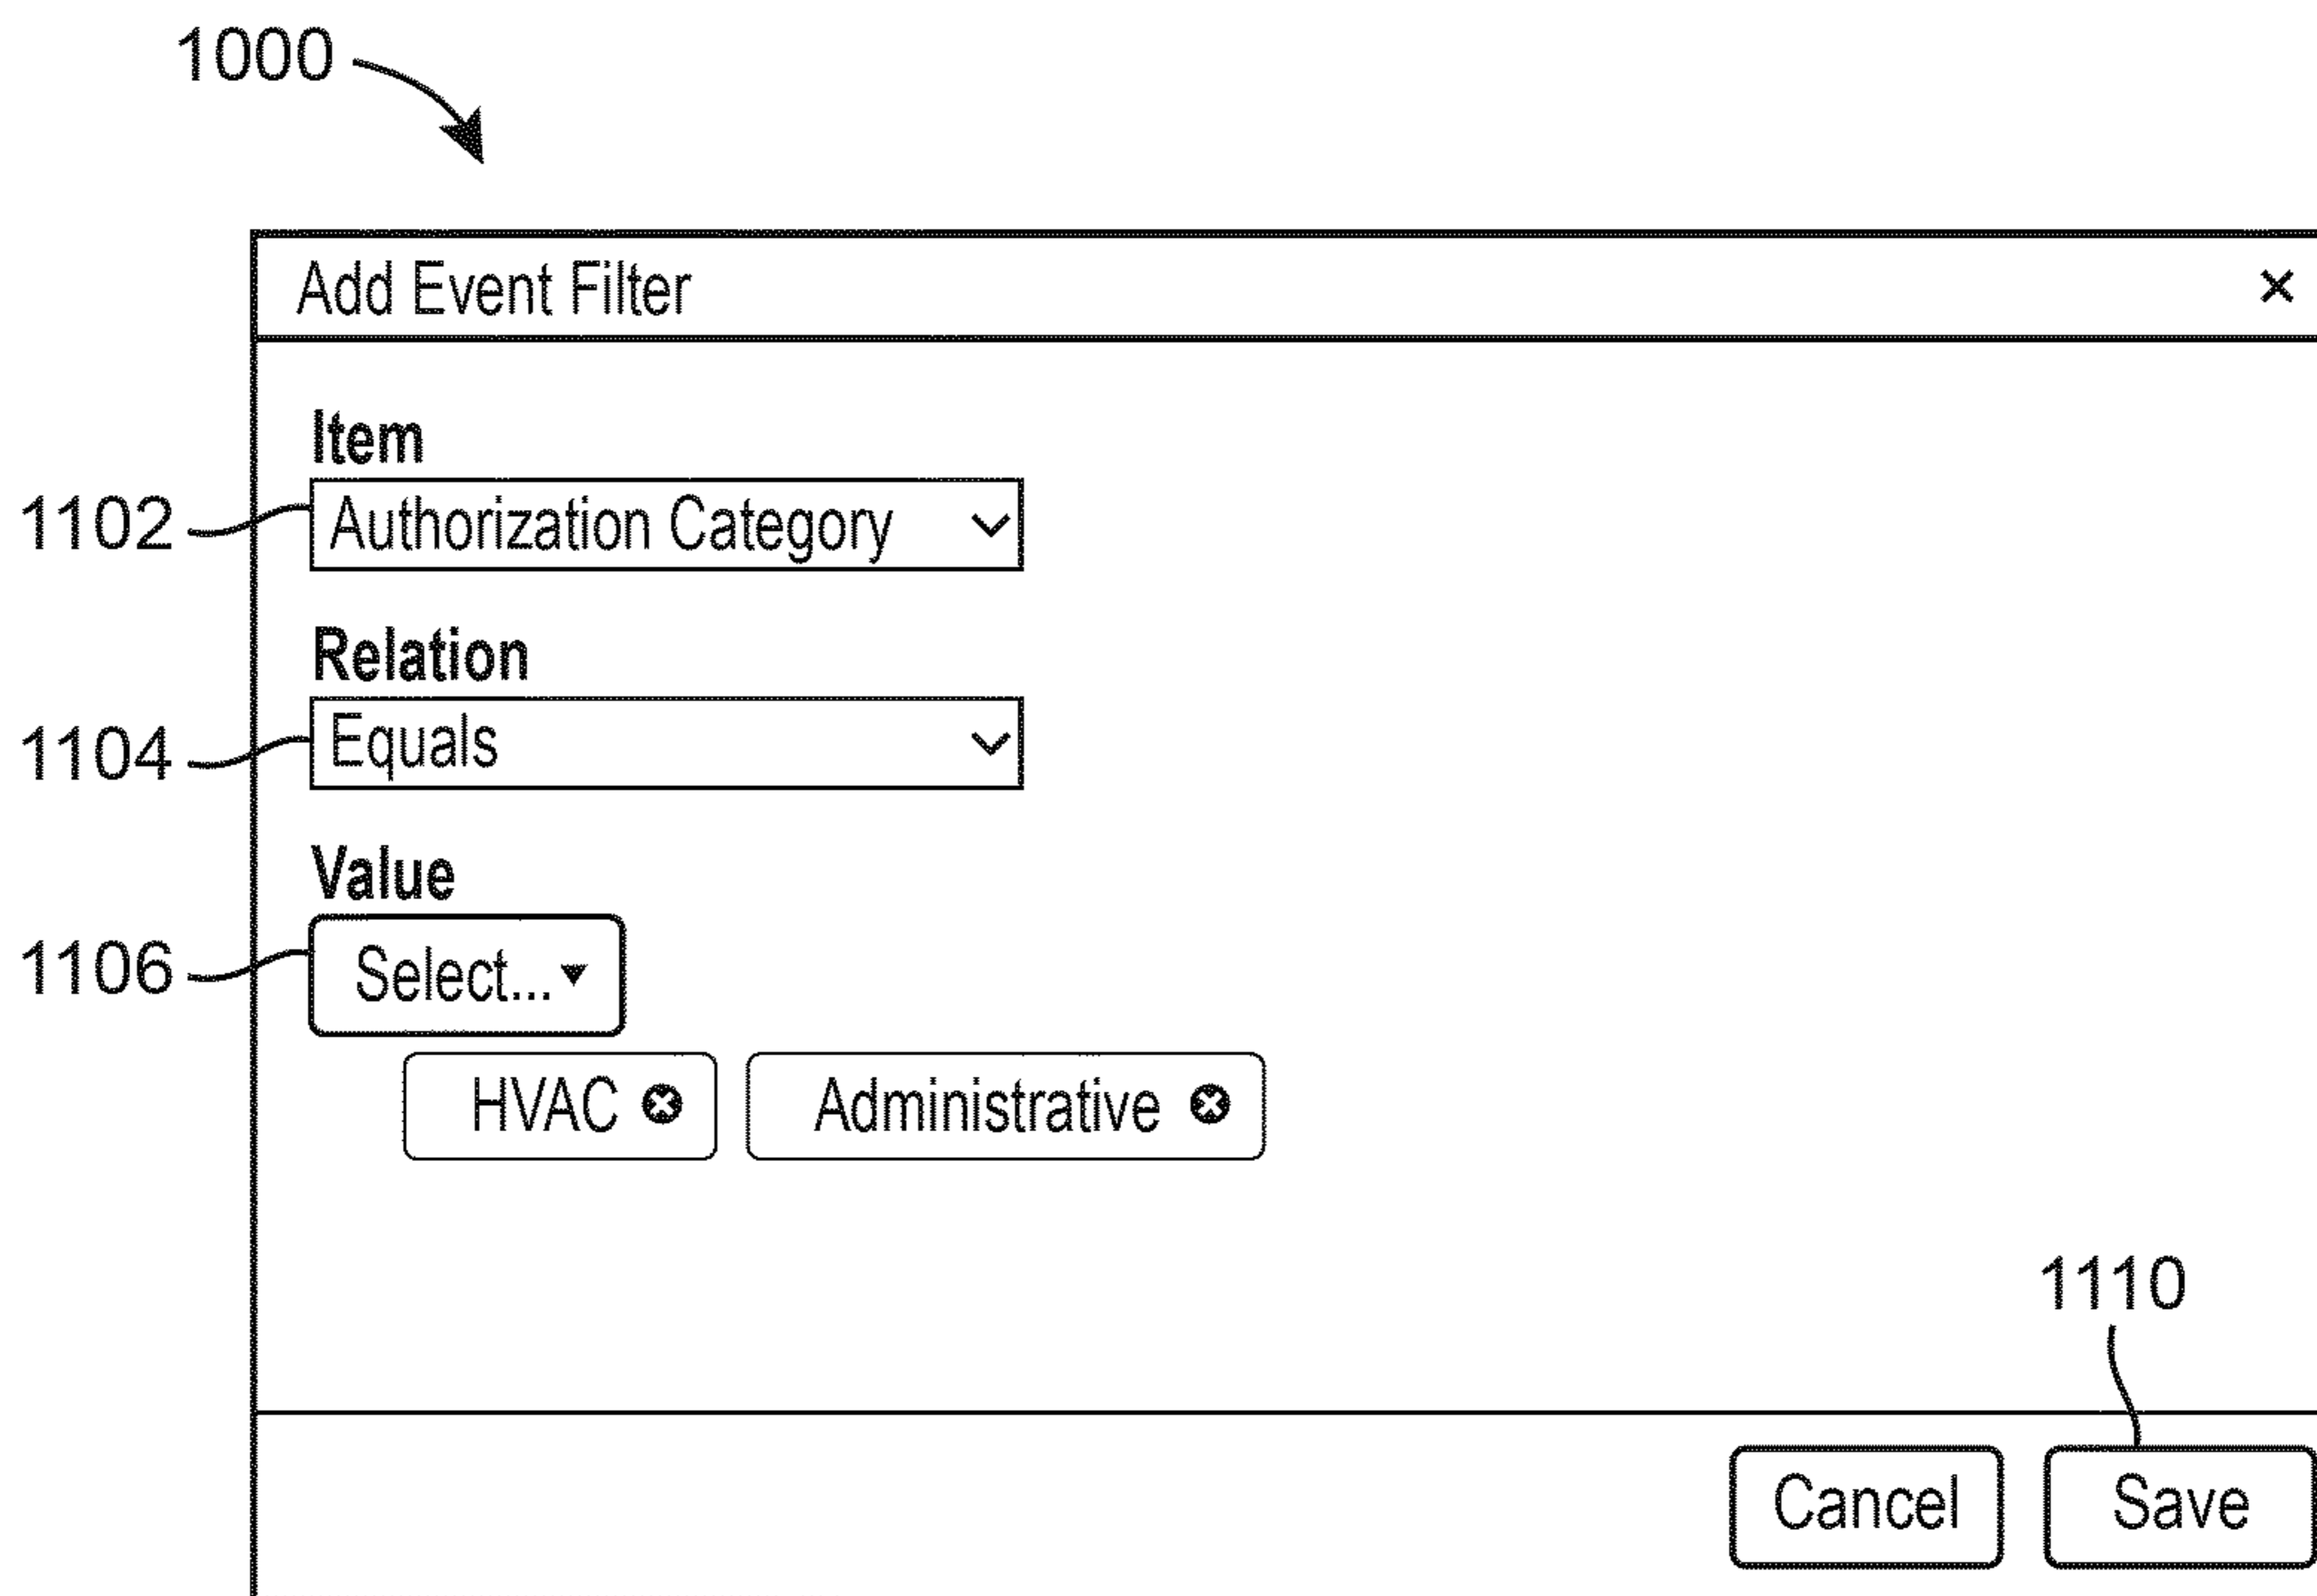 1000
Add Event Filter ×
Item
1102 Authorization Category
Relation
1104 Equals
Value
1106 Select...
HVAC Administrative
1110
Cancel Save